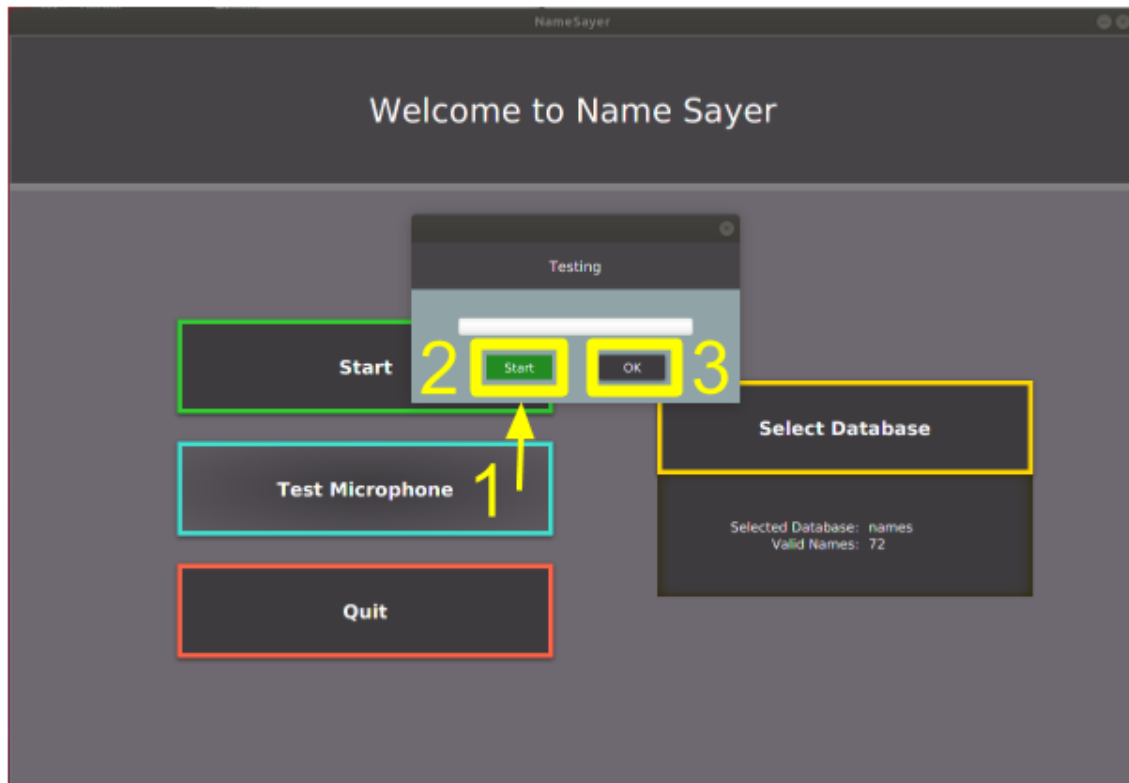 NameSayer
Welcome to Name Sayer
Testing
Start
2
Start
OK
3
Select Database
Test Microphone
1
Selected Database: names
Valid Names: 72
Quit